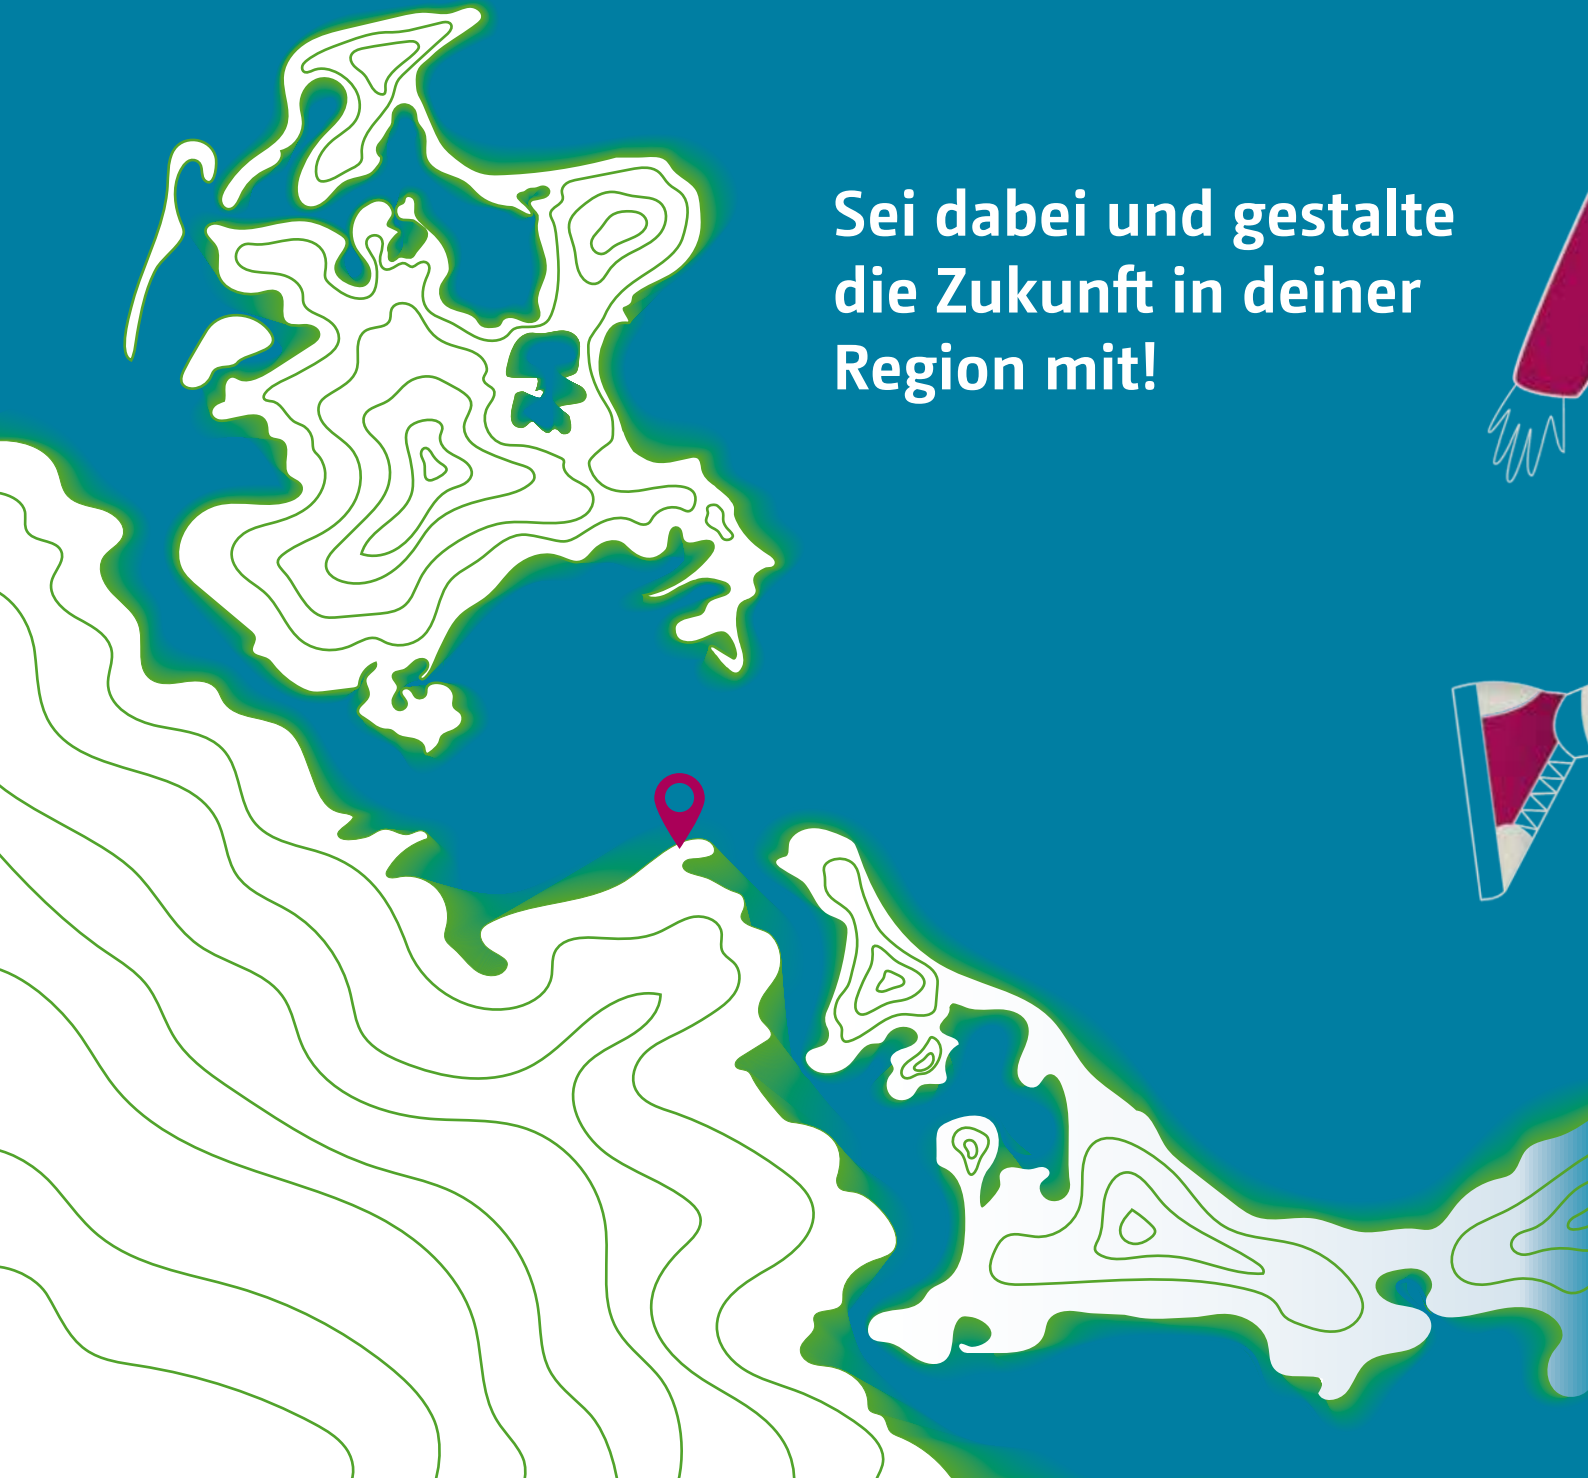 Sei dabei und gestalte
die Zukunft in deiner
Region mit!